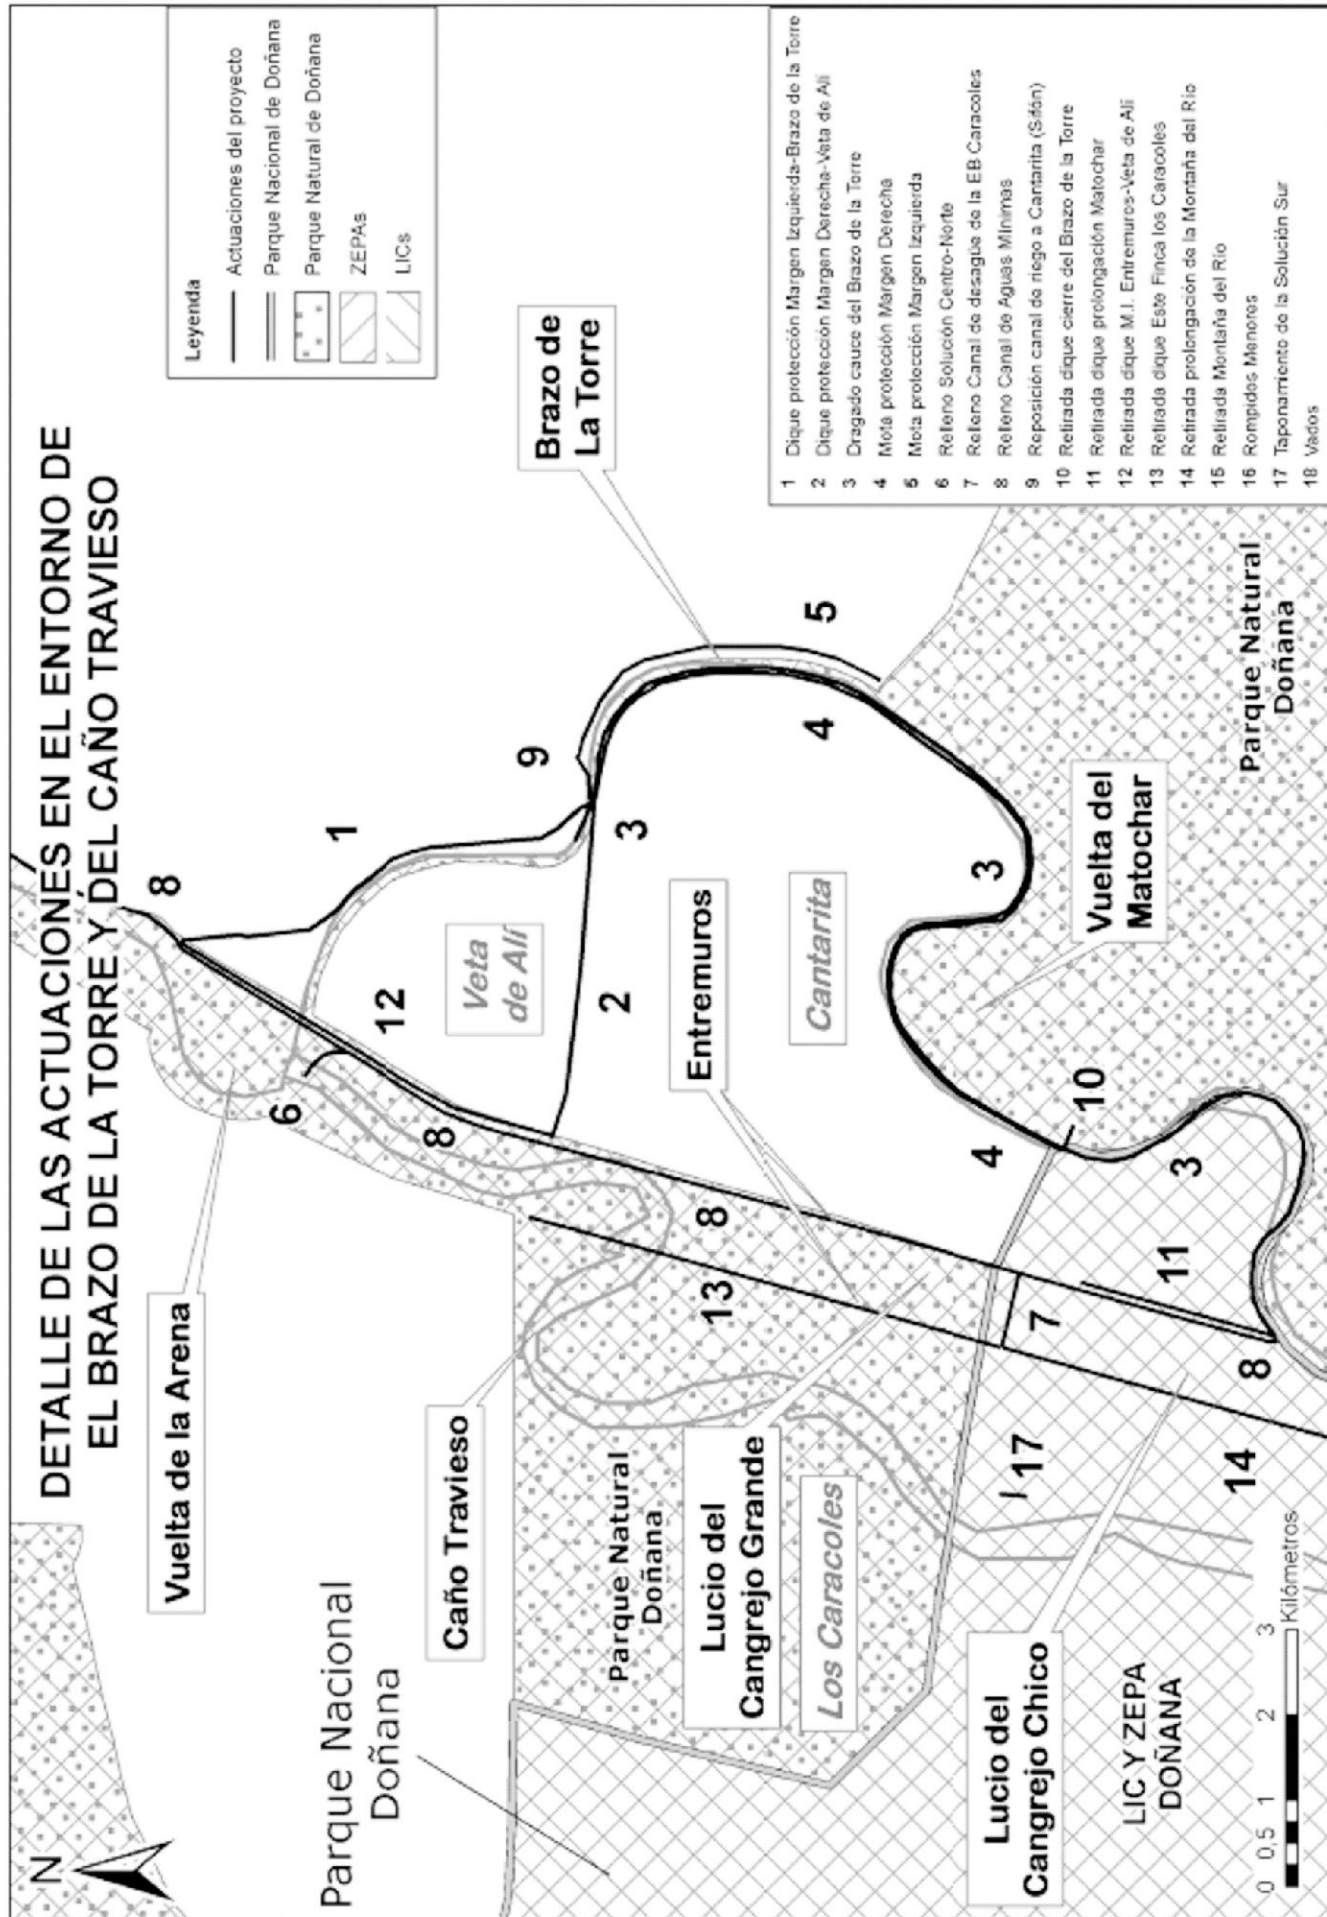 DETALLE DE LAS ACTUACIONES EN EL ENTORNO DE
EL BRAZO DE LA TORRE Y DEL CAÑO TRAVIESO
N
Leyenda
Actuaciones del proyecto
Parque Nacional de Doñana
Parque Natural de Doñana
ZEPAs
LICs
Vuelta de la Arena
8
1
6
12
8
9
Brazo de
La Torre
Parque Nacional
Doñana
Caño Travieso
Veta
de Alí
2
3
Entremuros
Parque Natural
Doñana
13
8
Lucio del
Cangrejo Grande
Los Caracoles
Cantarita
4
5
3
4
Vuelta del
Matochar
10
Lucio del
Cangrejo Chico
17
7
3
11
14
8
LIC Y ZEPA
DOÑANA
Parque Natural
Doñana
0 0,5 1 2 3
Kilómetros
1 Dique protección Margen Izquierda-Brazo de la Torre
2 Dique protección Margen Derecha-Veta de Alí
3 Dragado cauce del Brazo de la Torre
4 Mota protección Margen Derecha
5 Mota protección Margen Izquierda
6 Relleno Solución Centro-Norte
7 Relleno Canal de desagüe de la EB Caracoles
8 Relleno Canal de Aguas Mínimas
9 Reposición canal de riego a Cantarita (Sifón)
10 Retirada dique cierre del Brazo de la Torre
11 Retirada dique prolongación Matochar
12 Retirada dique M.I. Entremuros-Veta de Alí
13 Retirada dique Este Finca los Caracoles
14 Retirada prolongación de la Montaña del Río
15 Retirada Montaña del Río
16 Rompidos Menores
17 Taponamiento de la Solución Sur
18 Vados